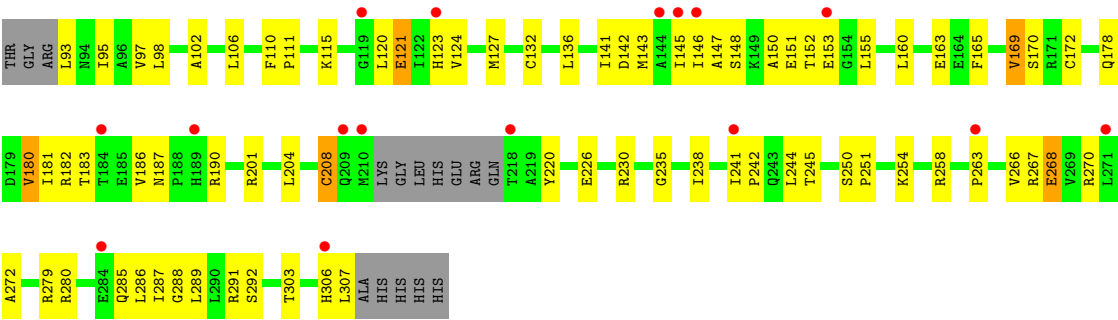 THR GLY ARG L93 N94 I95 A96 V97 L98 A102 L106 F110 P111 K115 G119 L120 E121 I122 H123 V124 M127 C132 L136 I141 D142 M143 A144 I145 I146 A147 S148 K149 A150 E151 T152 E153 G154 L155 L160 E163 E164 F165 V169 S170 R171 C172 Q178
D179 V180 I181 R182 T183 T184 E185 V186 N187 P188 H189 R190 R201 L204 C208 Q209 M210 LYS GLY LEU HIS GLU ARG GLN T218 A219 Y220 E226 R230 G235 I238 I241 P242 Q243 L244 T245 S250 P251 K254 R258 P263 V266 R267 E268 V269 R270 L271
A272 R279 R280 E284 Q285 L286 I287 G288 L289 L290 R291 S292 T303 H306 L307 ALA HIS HIS HIS HIS